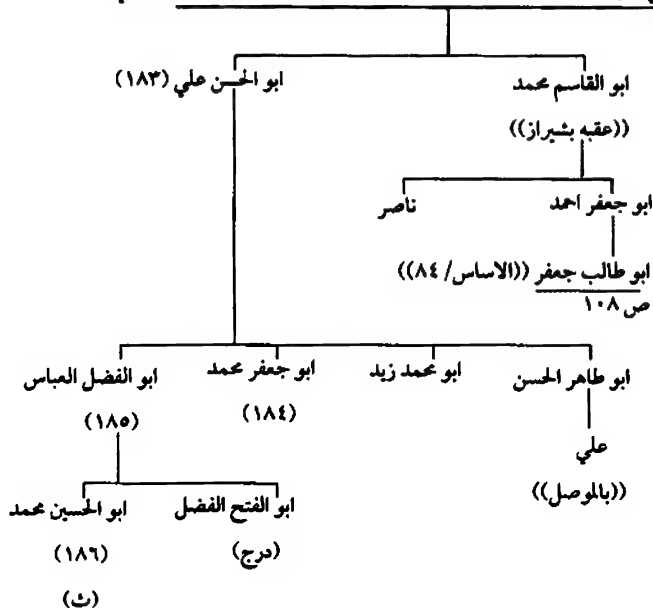 ابو القاسم محمد
ابو الحسن علي (١٨٣)
((عقبه بشيراز))
ابو جعفر احمد
ناصر
ابو طالب جعفر ((الاساس/٨٤))
ص ١٠٨
ابو طاهر الحسن
ابو محمد زيد
ابو جعفر محمد
ابو الفضل العباس
(١٨٤)
(١٨٥)
علي
((بالموصل))
ابو الفتح الفضل
ابو الحسين محمد
(درج)
(١٨٦)
(ث)